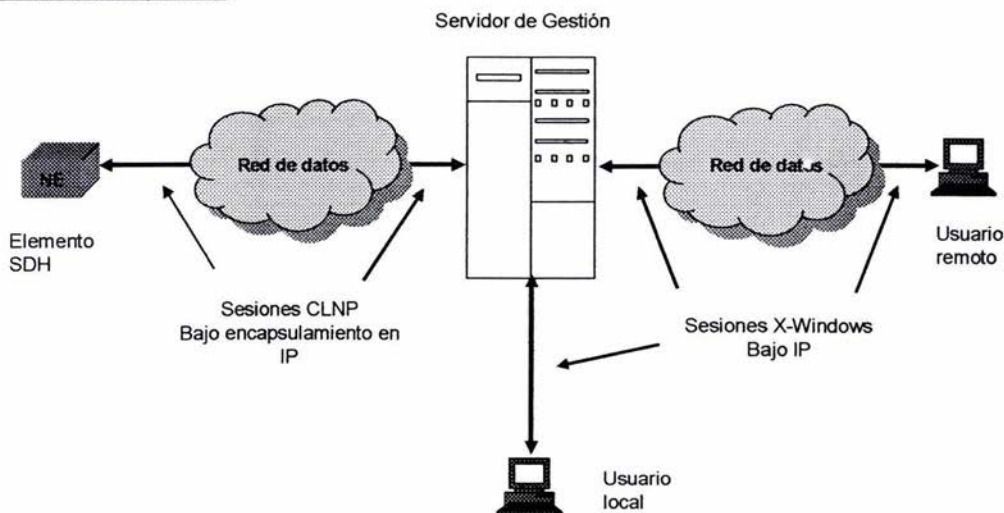 Servidor de Gestión
Red de datos
Red de datos
NE
Elemento
SDH
Usuario
remoto
Sesiones CLNP
Bajo encapsulamiento en
IP
Sesiones X-Windows
Bajo IP
Usuario
local